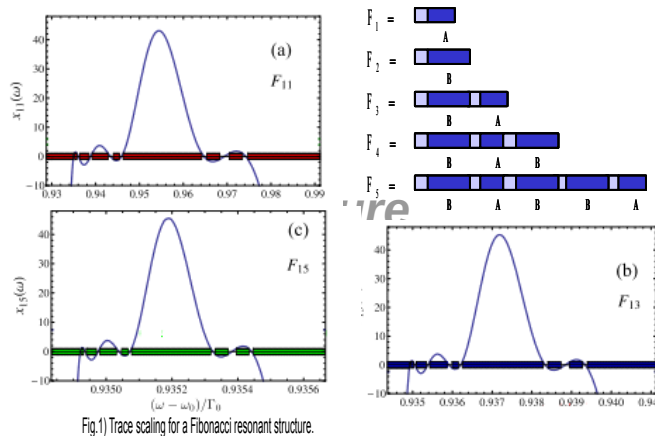 (a)
F11
x11(ω)
40
30
20
10
0
−10
0.93 0.94 0.95 0.96 0.97 0.98 0.99
F1 =
A
F2 =
B
F3 =
B A
F4 =
B A B
F5 =
B A B B A
ure
(c)
F15
x15(ω)
40
30
20
10
0
−10
0.9350 0.9352 0.9354 0.9356
(ω − ω0)/Γ0
(b)
F13
40
30
20
10
0
−10
0.935 0.936 0.937 0.938 0.939 0.940
Fig.1) Trace scaling for a Fibonacci resonant structure.